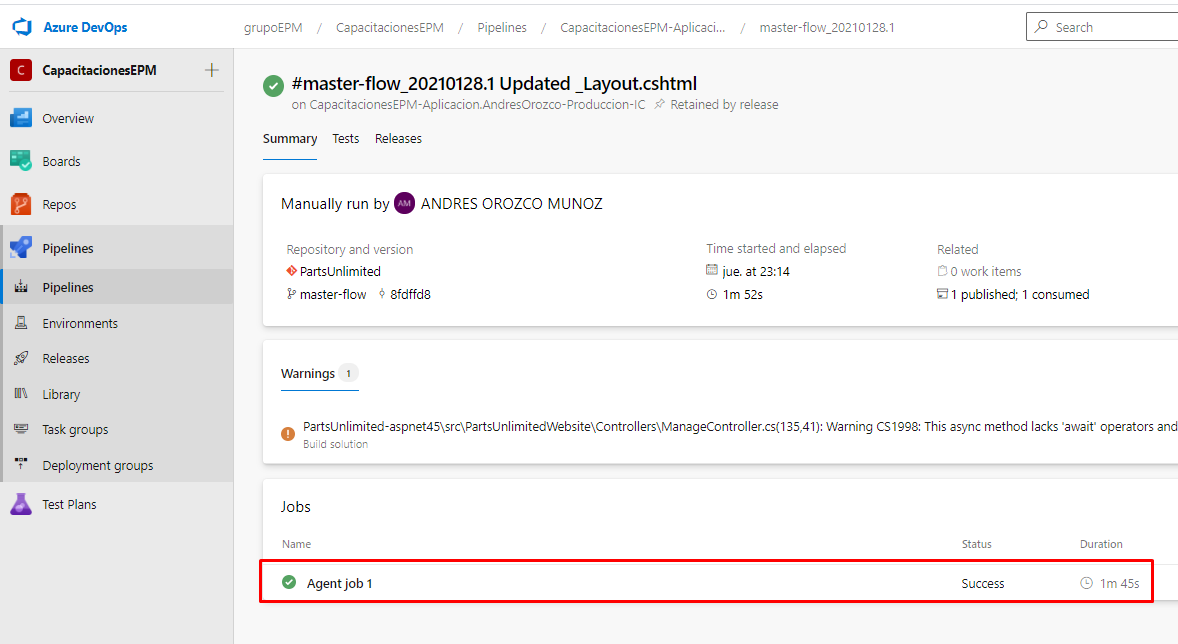 Azure DevOps
grupoEPM / CapacitacionesEPM / Pipelines / CapacitacionesEPM-Aplicaci... / master-flow_20210128.1
Search
C CapacitacionesEPM
Overview
Boards
Repos
Pipelines
Pipelines
Environments
Releases
Library
Task groups
Deployment groups
Test Plans
#master-flow_20210128.1 Updated _Layout.cshtml
on CapacitacionesEPM-Aplicacion.AndresOrozco-Produccion-IC Retained by release
Summary Tests Releases
Manually run by AM ANDRES OROZCO MUNOZ
Repository and version
PartsUnlimited
master-flow 8fdffd8
Time started and elapsed
jue. at 23:14
1m 52s
Related
0 work items
1 published; 1 consumed
Warnings 1
PartsUnlimited-aspnet45\src\PartsUnlimitedWebsite\Controllers\ManageController.cs(135,41): Warning CS1998: This async method lacks 'await' operators and
Build solution
Jobs
Name Status Duration
Agent job 1 Success 1m 45s